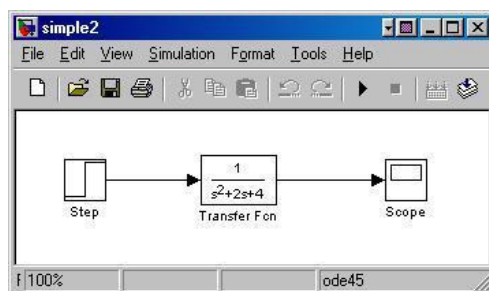 simple2
File Edit View Simulation Format Tools Help
1
s²+2s+4
Step
Transfer Fcn
Scope
100%
ode45